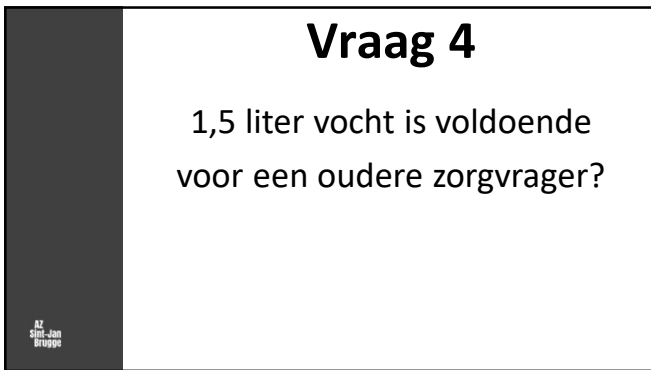 Vraag 4
1,5 liter vocht is voldoende
voor een oudere zorgvrager?
AZ
Sint-Jan
Brugge